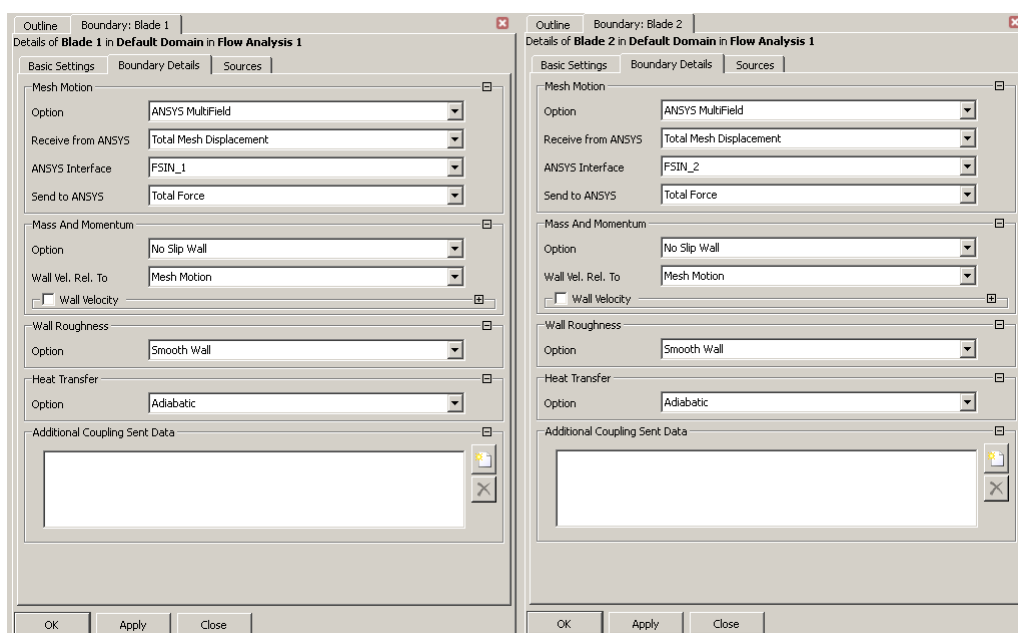 Outline
Boundary: Blade 1
Details of Blade 1 in Default Domain in Flow Analysis 1
Basic Settings
Boundary Details
Sources
Mesh Motion
Option
ANSYS MultiField
Receive from ANSYS
Total Mesh Displacement
ANSYS Interface
FSIN_1
Send to ANSYS
Total Force
Mass And Momentum
Option
No Slip Wall
Wall Vel. Rel. To
Mesh Motion
Wall Velocity
Wall Roughness
Option
Smooth Wall
Heat Transfer
Option
Adiabatic
Additional Coupling Sent Data
OK
Apply
Close
Outline
Boundary: Blade 2
Details of Blade 2 in Default Domain in Flow Analysis 1
Basic Settings
Boundary Details
Sources
Mesh Motion
Option
ANSYS MultiField
Receive from ANSYS
Total Mesh Displacement
ANSYS Interface
FSIN_2
Send to ANSYS
Total Force
Mass And Momentum
Option
No Slip Wall
Wall Vel. Rel. To
Mesh Motion
Wall Velocity
Wall Roughness
Option
Smooth Wall
Heat Transfer
Option
Adiabatic
Additional Coupling Sent Data
OK
Apply
Close